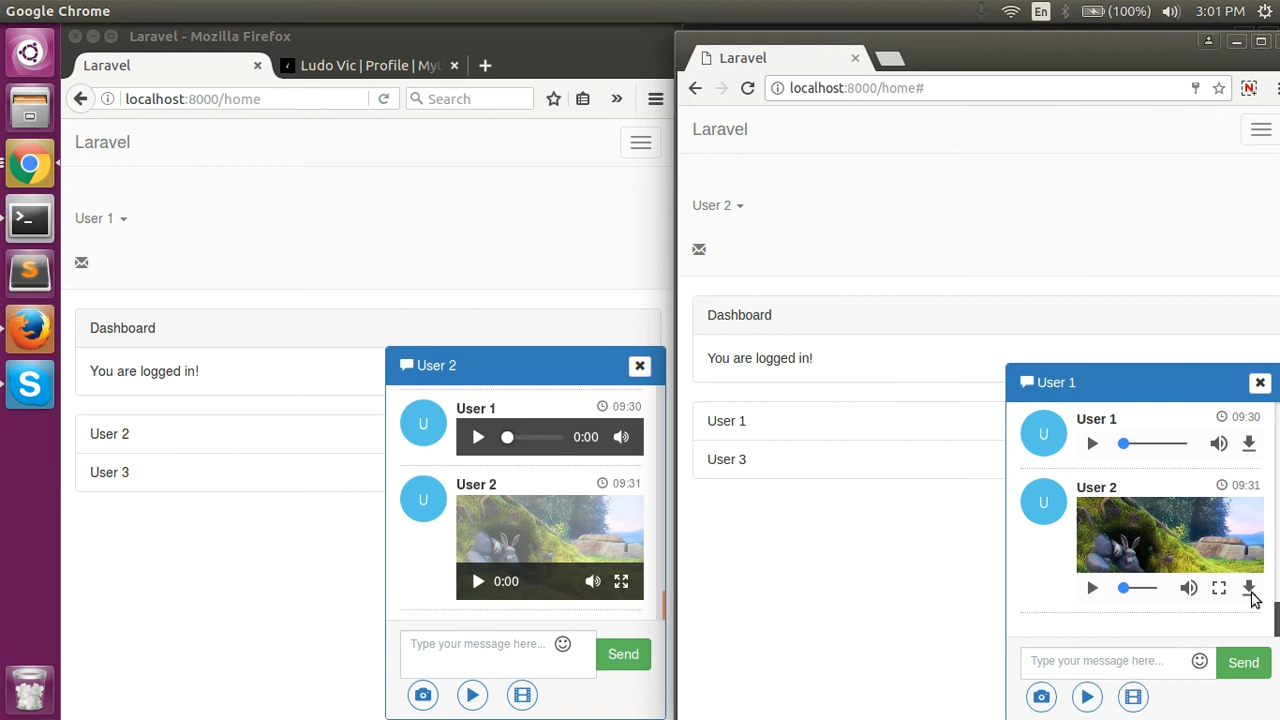 Google Chrome
En
(100%)
3:01 PM
Laravel - Mozilla Firefox
Laravel
Ludo Vic | Profile | MyU
localhost:8000/home
Search
Laravel
User 1
Dashboard
You are logged in!
User 2
User 3
User 2
User 1
09:30
0:00
U
User 2
09:31
U
0:00
Type your message here...
Send
Laravel
localhost:8000/home#
Laravel
User 2
Dashboard
You are logged in!
User 1
User 3
User 1
User 1
09:30
U
User 2
09:31
U
Type your message here...
Send